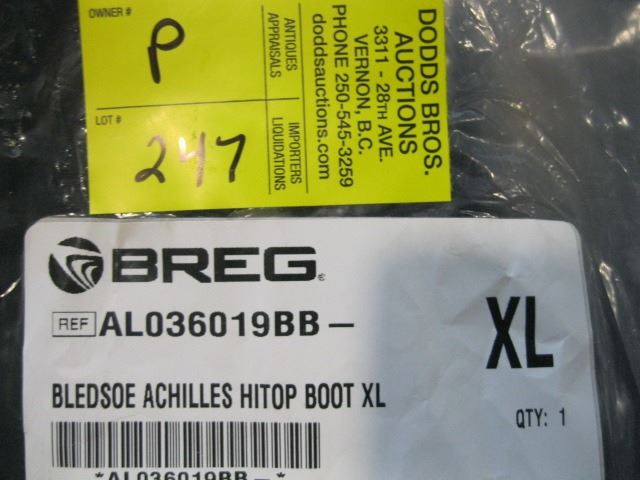 OWNER #
P
LOT #
247
ANTIQUES
APPRAISALS
IMPORTERS
LIQUIDATIONS
DODDS BROS.
AUCTIONS
3311 - 28TH AVE.
VERNON, B.C.
PHONE 250-545-3259
doddsauctions.com
BREG
REF AL036019BB-
XL
BLEDSOE ACHILLES HITOP BOOT XL
QTY: 1
*AL036019BB-*